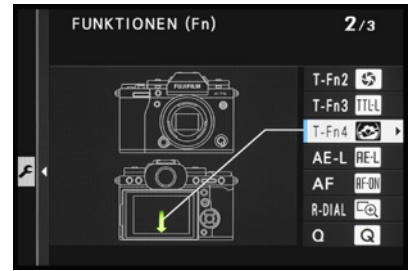 FUNKTIONEN (Fn)
2/3
FUJIFILM
T-Fn2
T-Fn3 TTL-L
T-Fn4
AE-L AE-L
AF AF-ON
R-DIAL
Q Q